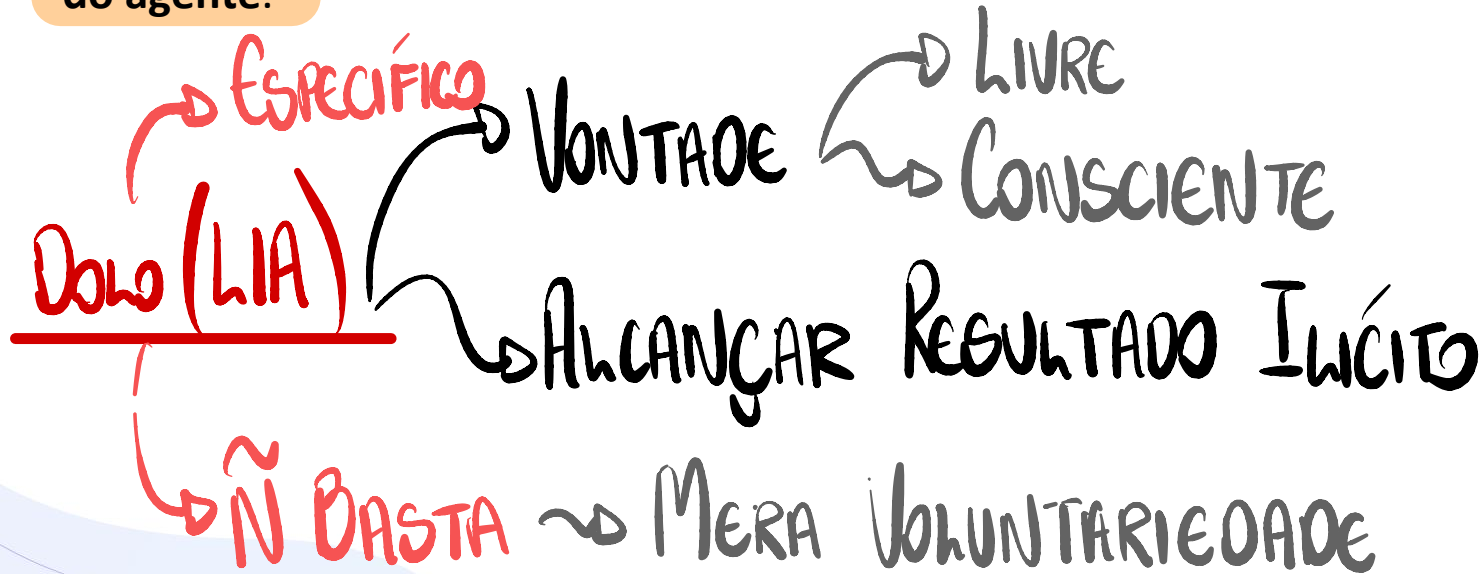 do agente.
ESPECÍFICO
LIVRE
VONTADE
CONSCIENTE
DOLO (LIA)
ALCANÇAR RESULTADO ILÍCITO
Ñ BASTA
MERA VOLUNTARIEDADE